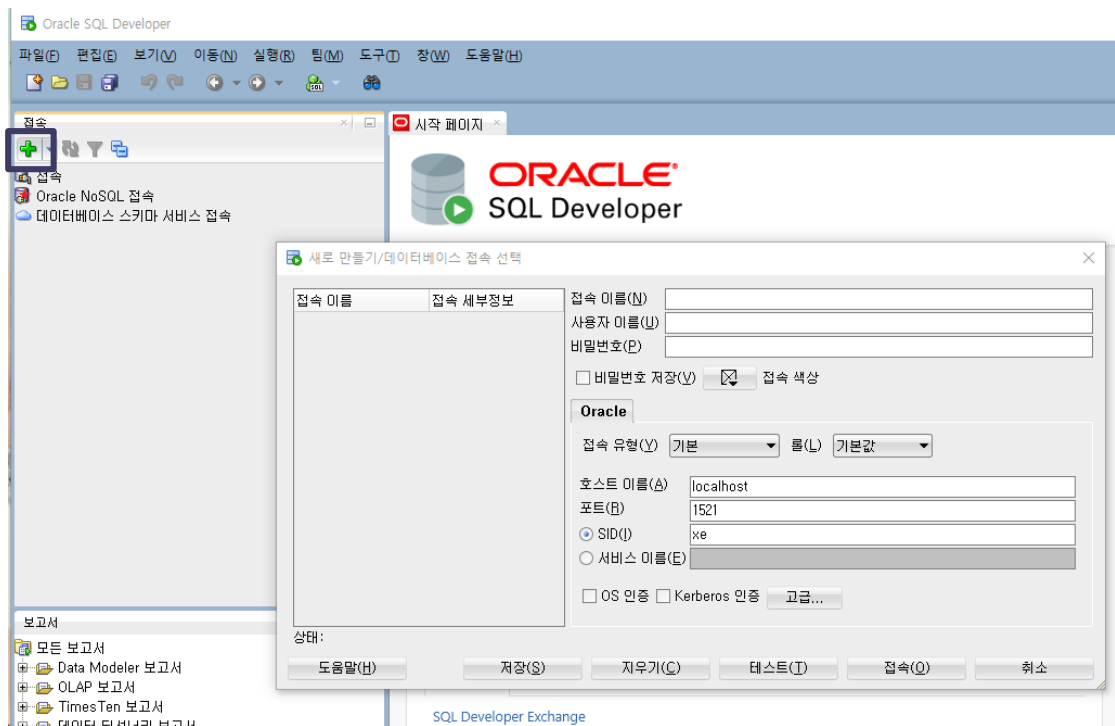 Oracle SQL Developer
파일(F) 편집(E) 보기(V) 이동(N) 실행(R) 팀(M) 도구(T) 창(W) 도움말(H)
SQL
접속
시작 페이지
접속
Oracle NoSQL 접속
데이터베이스 스키마 서비스 접속
ORACLE
SQL Developer
새로 만들기/데이터베이스 접속 선택
접속 이름 접속 세부정보
접속 이름(N)
사용자 이름(U)
비밀번호(P)
비밀번호 저장(V) 접속 색상
Oracle
접속 유형(Y) 기본 롤(L) 기본값
호스트 이름(A) localhost
포트(R) 1521
SID(I) xe
서비스 이름(E)
OS 인증 Kerberos 인증 고급...
상태:
도움말(H) 저장(S) 지우기(C) 테스트(T) 접속(O) 취소
보고서
모든 보고서
Data Modeler 보고서
OLAP 보고서
TimesTen 보고서
SQL Developer Exchange